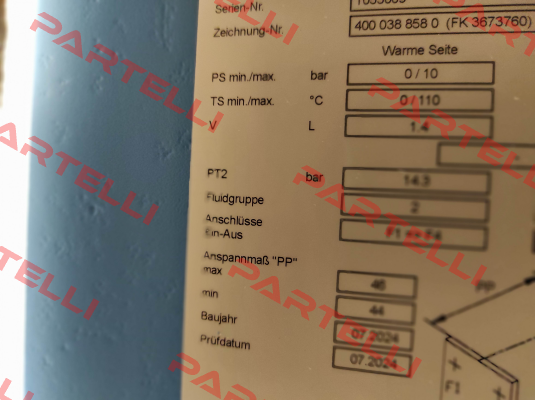 Serien-Nr.
Zeichnung-Nr. 400 038 858 0 (FK 3673760)
Warme Seite
PS min./max. bar 0 / 10
TS min./max. °C 0 / 110
V L 1.4
PT2 bar 14.3
Fluidgruppe 2
Anschlüsse
Ein-Aus F1 => F4
Anspannmaß "PP"
max 46
min 44
Baujahr 07.2024
Prüfdatum 07.2024
PP
F1
PARTELLI
PARTELLI
PARTELLI
PARTELLI
PARTELLI
PARTELLI
PARTELLI